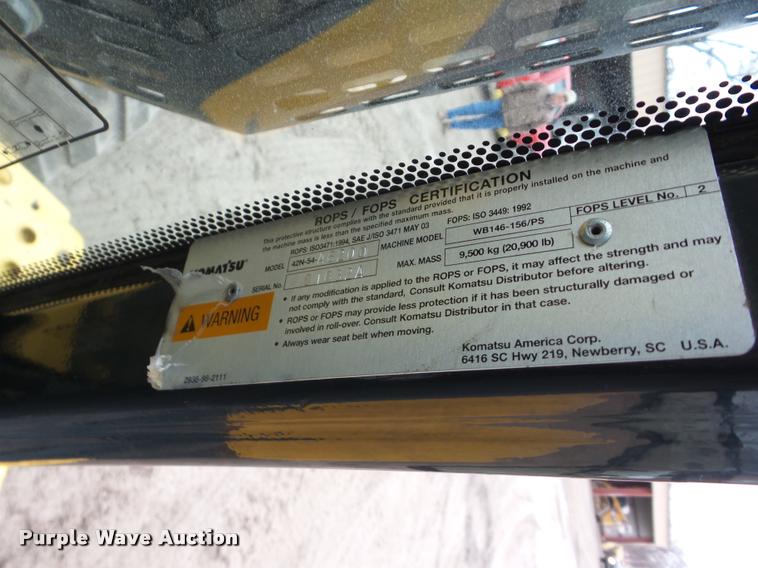 ROPS / FOPS CERTIFICATION
This protective structure complies with the standard provided that it is properly installed on the machine and
the machine mass is less than the specified maximum mass.
ROPS: ISO3471:1994, SAE J/ISO 3471 MAY 03 FOPS: ISO 3449: 1992 FOPS LEVEL No. 2
KOMATSU
MODEL 42N-54- MACHINE MODEL WB146-156/PS
SERIAL No. MAX. MASS 9,500 kg (20,900 lb)
WARNING
• If any modification is applied to the ROPS or FOPS, it may affect the strength and may
not comply with the standard, Consult Komatsu Distributor before altering.
• ROPS or FOPS may provide less protection if it has been structurally damaged or
involved in roll-over. Consult Komatsu Distributor in that case.
• Always wear seat belt when moving.
Komatsu America Corp.
6416 SC Hwy 219, Newberry, SC U.S.A.
Purple Wave Auction